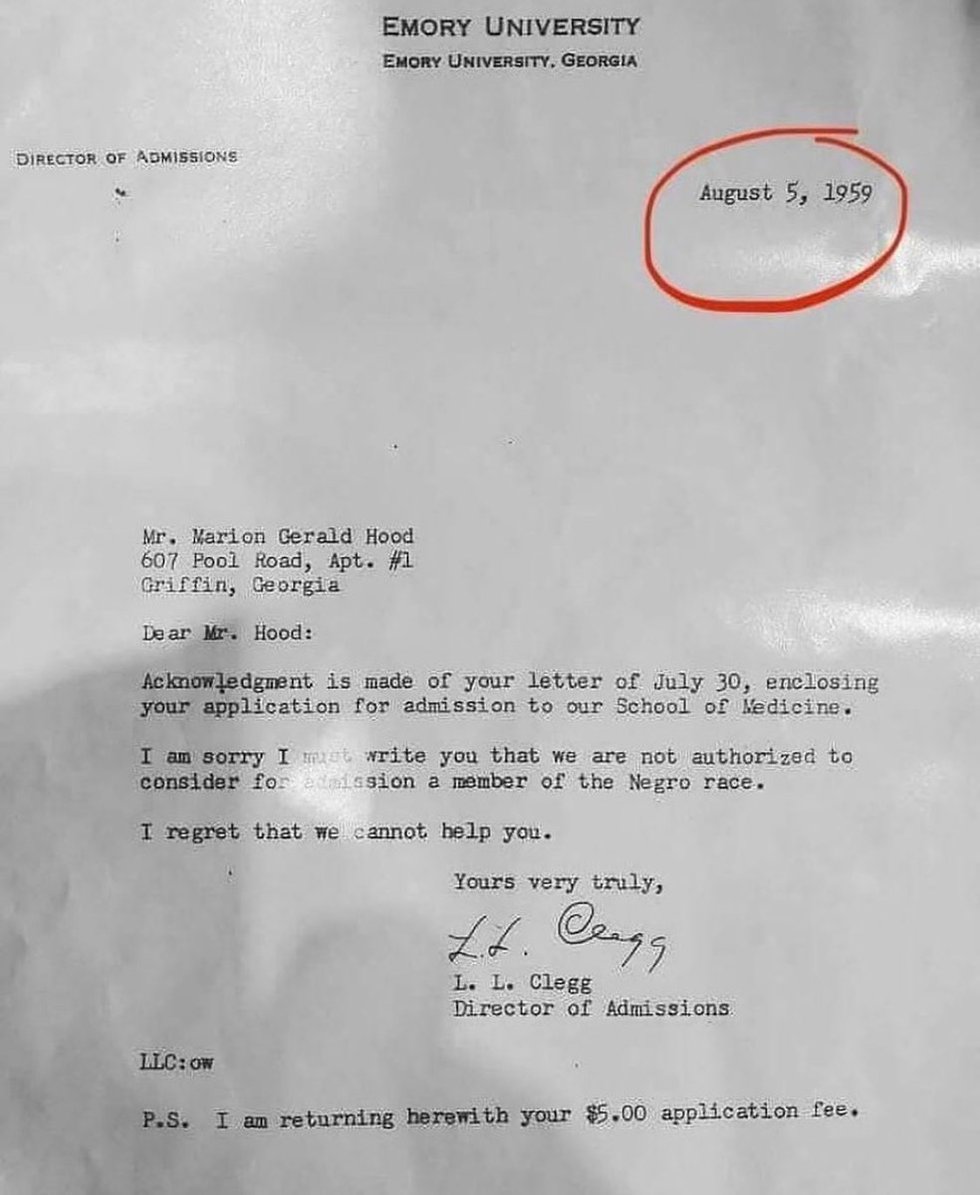 EMORY UNIVERSITY
EMORY UNIVERSITY, GEORGIA
DIRECTOR OF ADMISSIONS
August 5, 1959
Mr. Marion Gerald Hood
607 Pool Road, Apt. #1
Griffin, Georgia
Dear Mr. Hood:
Acknowledgment is made of your letter of July 30, enclosing
your application for admission to our School of Medicine.
I am sorry I must write you that we are not authorized to
consider for admission a member of the Negro race.
I regret that we cannot help you.
Yours very truly,
L. L. Clegg
L. L. Clegg
Director of Admissions
LLC:ow
P.S. I am returning herewith your $5.00 application fee.